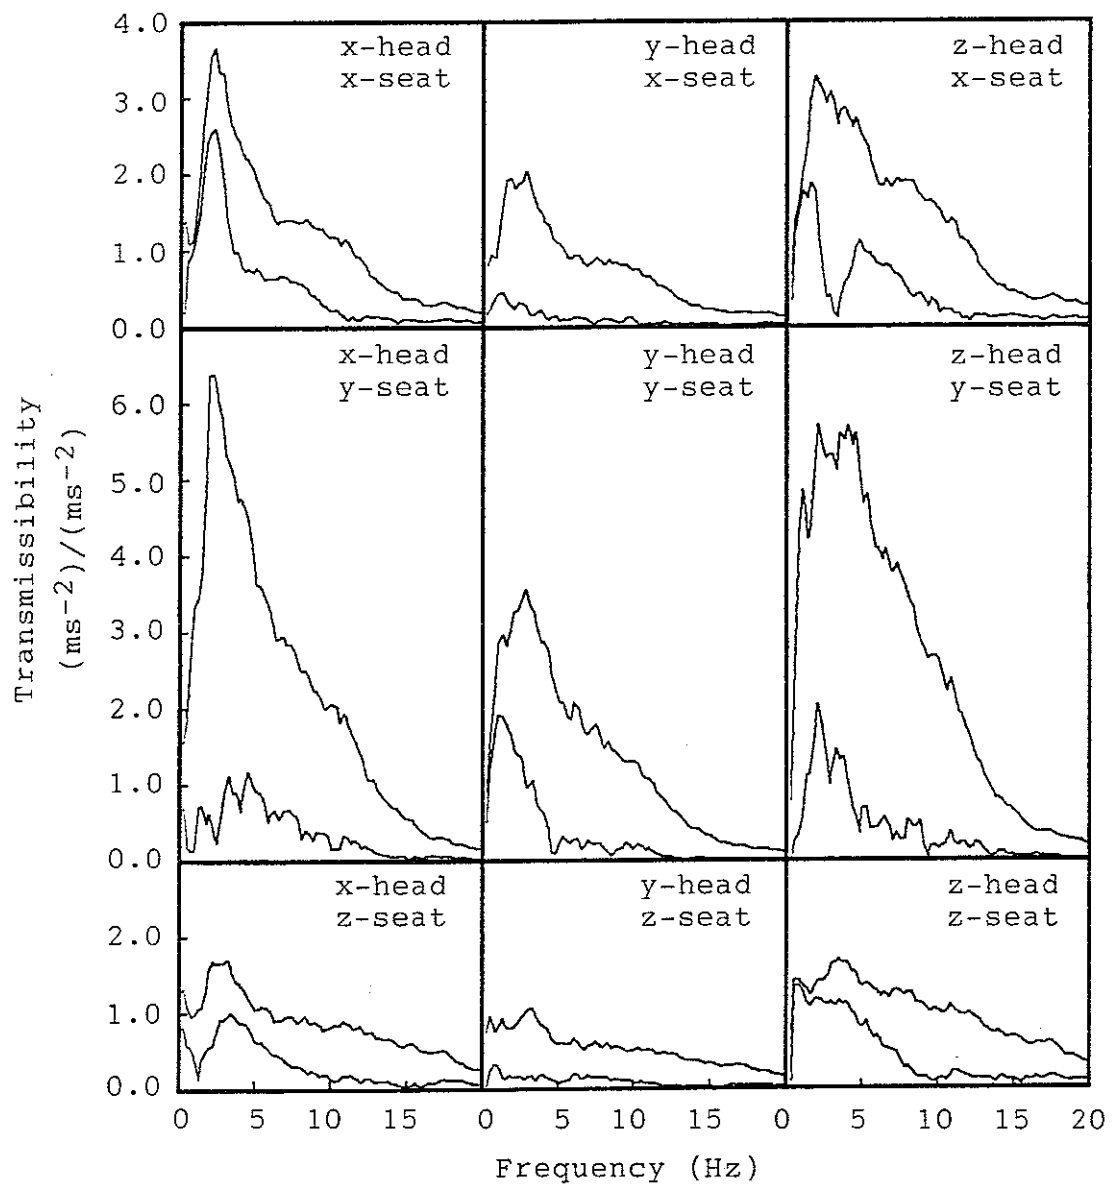 4.0
3.0
2.0
1.0
0.0
x-head
x-seat
y-head
x-seat
z-head
x-seat
6.0
5.0
4.0
3.0
2.0
1.0
0.0
x-head
y-seat
y-head
y-seat
z-head
y-seat
2.0
1.0
0.0
x-head
z-seat
y-head
z-seat
z-head
z-seat
Transmissibility
(ms⁻²)/(ms⁻²)
0 5 10 15 0 5 10 15 0 5 10 15 20
Frequency (Hz)